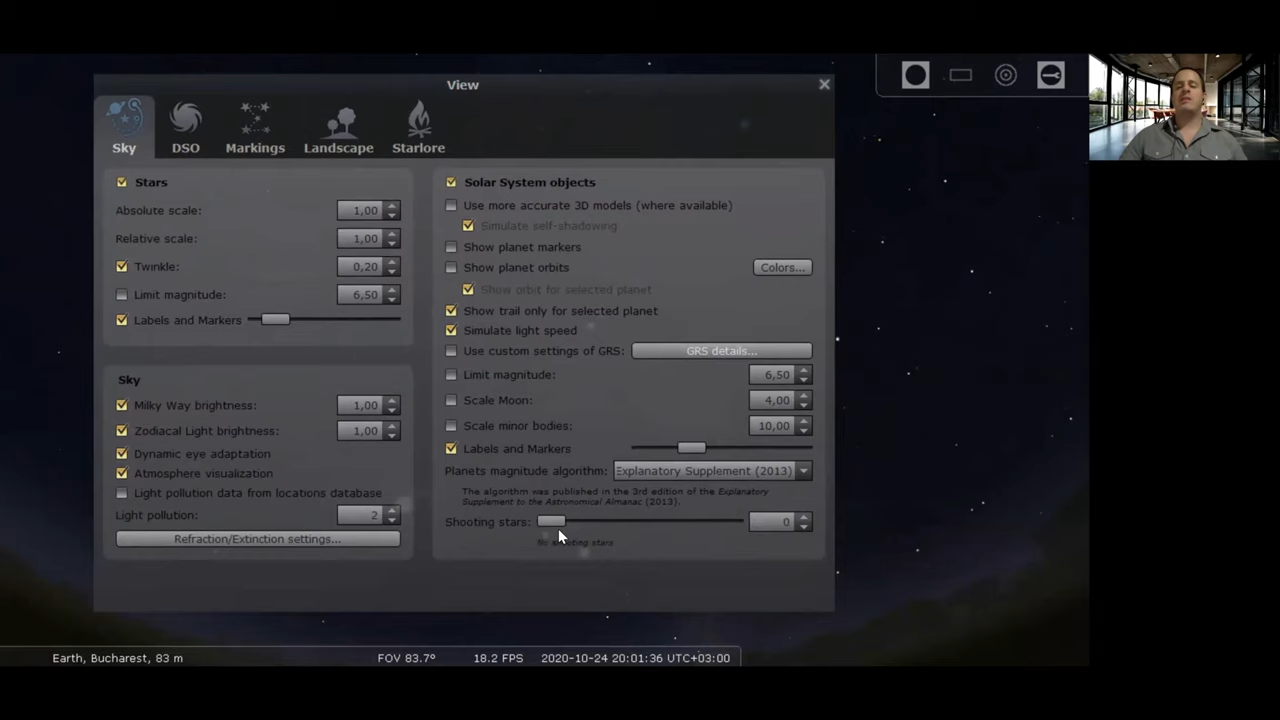 View
Sky
DSO
Markings
Landscape
Starlore
Stars
Absolute scale: 1,00
Relative scale: 1,00
Twinkle: 0,20
Limit magnitude: 6,50
Labels and Markers
Sky
Milky Way brightness: 1,00
Zodiacal Light brightness: 1,00
Dynamic eye adaptation
Atmosphere visualization
Light pollution data from locations database
Light pollution: 2
Refraction/Extinction settings...
Solar System objects
Use more accurate 3D models (where available)
Simulate self-shadowing
Show planet markers
Show planet orbits Colors...
Show orbit for selected planet
Show trail only for selected planet
Simulate light speed
Use custom settings of GRS: GRS details...
Limit magnitude: 6,50
Scale Moon: 4,00
Scale minor bodies: 10,00
Labels and Markers
Planets magnitude algorithm: Explanatory Supplement (2013)
The algorithm was published in the 3rd edition of the Explanatory
Supplement to the Astronomical Almanac (2013).
Shooting stars: 0
No shooting stars
Earth, Bucharest, 83 m FOV 83.7° 18.2 FPS 2020-10-24 20:01:36 UTC+03:00